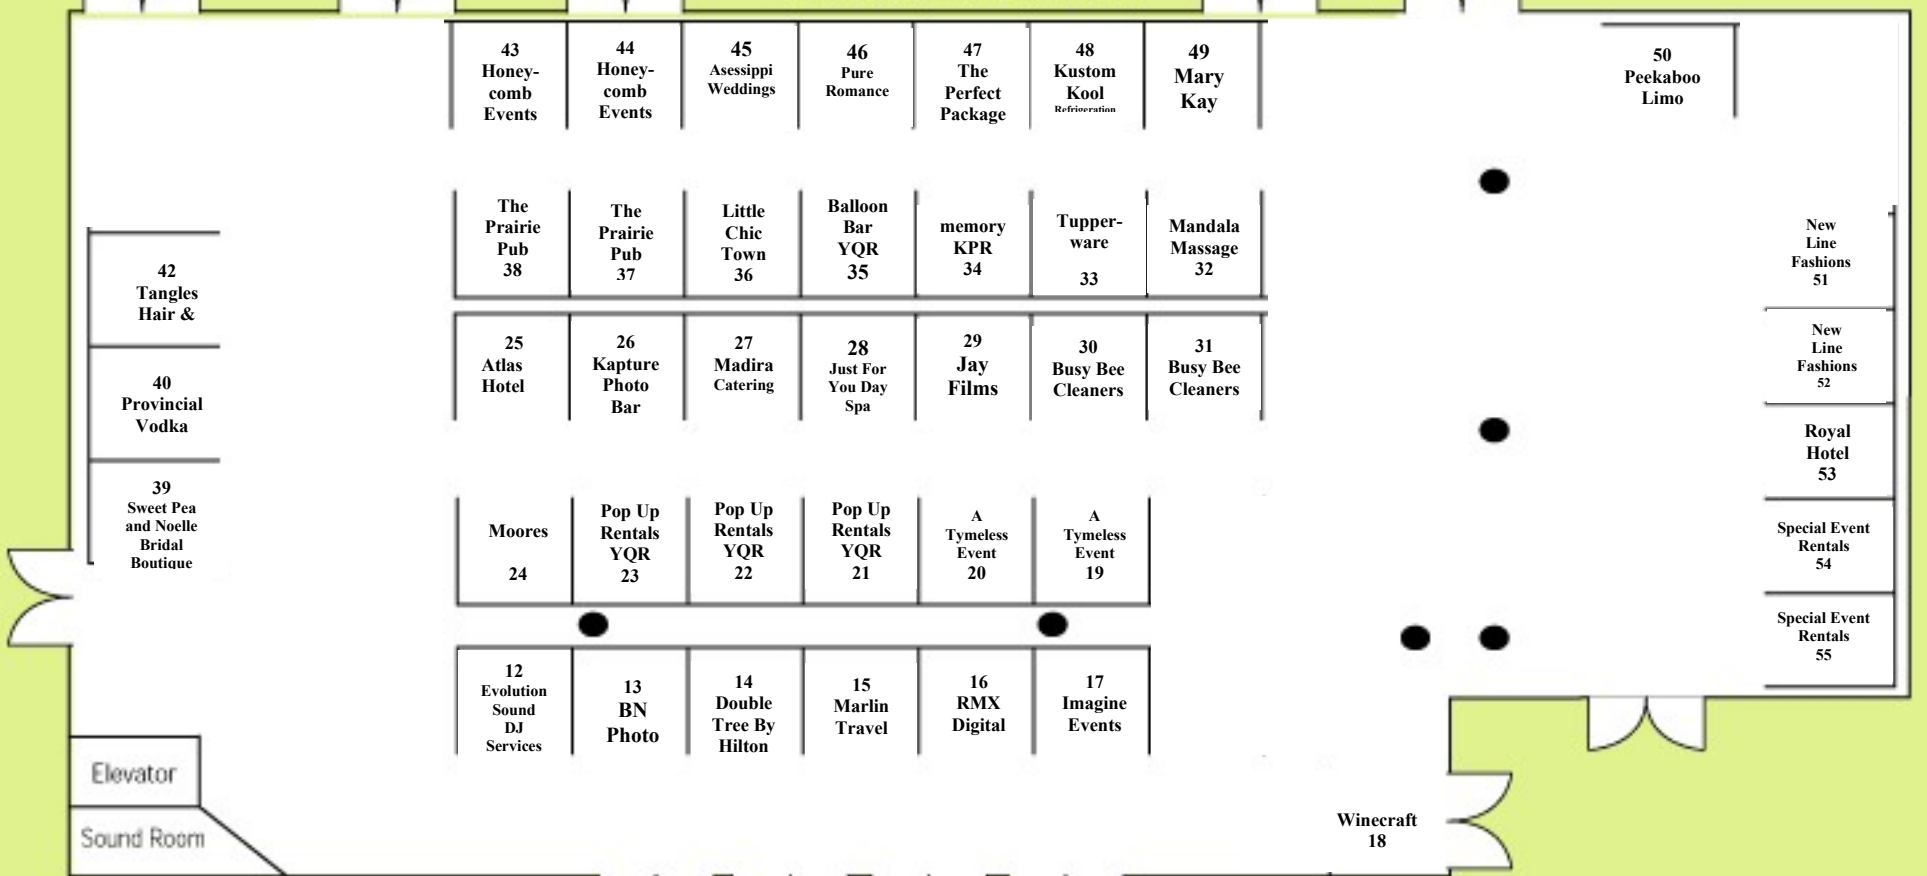 43
Honey-
comb
Events
44
Honey-
comb
Events
45
Asessippi
Weddings
46
Pure
Romance
47
The
Perfect
Package
48
Kustom
Kool
Refrigeration
49
Mary
Kay
50
Peekaboo
Limo
The
Prairie
Pub
38
The
Prairie
Pub
37
Little
Chic
Town
36
Balloon
Bar
YQR
35
memory
KPR
34
Tupper-
ware
33
Mandala
Massage
32
New
Line
Fashions
51
42
Tangles
Hair &
25
Atlas
Hotel
26
Kapture
Photo
Bar
27
Madira
Catering
28
Just For
You Day
Spa
29
Jay
Films
30
Busy Bee
Cleaners
31
Busy Bee
Cleaners
New
Line
Fashions
52
40
Provincial
Vodka
Royal
Hotel
53
39
Sweet Pea
and Noelle
Bridal
Boutique
Moores
24
Pop Up
Rentals
YQR
23
Pop Up
Rentals
YQR
22
Pop Up
Rentals
YQR
21
A
Tymeless
Event
20
A
Tymeless
Event
19
Special Event
Rentals
54
Special Event
Rentals
55
12
Evolution
Sound
DJ
Services
13
BN
Photo
14
Double
Tree By
Hilton
15
Marlin
Travel
16
RMX
Digital
17
Imagine
Events
Elevator
Sound Room
Winecraft
18